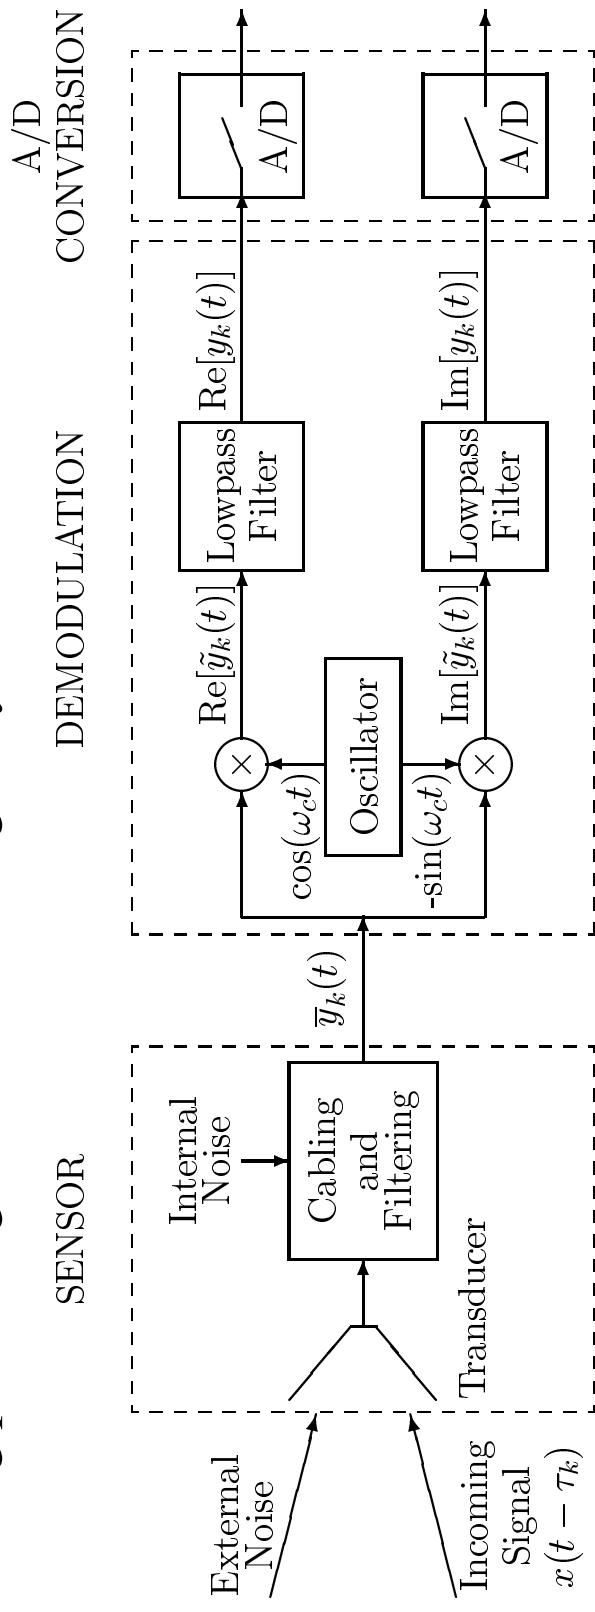 SENSOR
DEMODULATION
A/D
CONVERSION
External
Noise
Incoming
Signal
x(t − τ_k)
Transducer
Internal
Noise
Cabling
and
Filtering
y̅_k(t)
cos(ω_c t)
Oscillator
-sin(ω_c t)
×
×
Re[ỹ_k(t)]
Im[ỹ_k(t)]
Lowpass
Filter
Lowpass
Filter
Re[y_k(t)]
Im[y_k(t)]
A/D
A/D